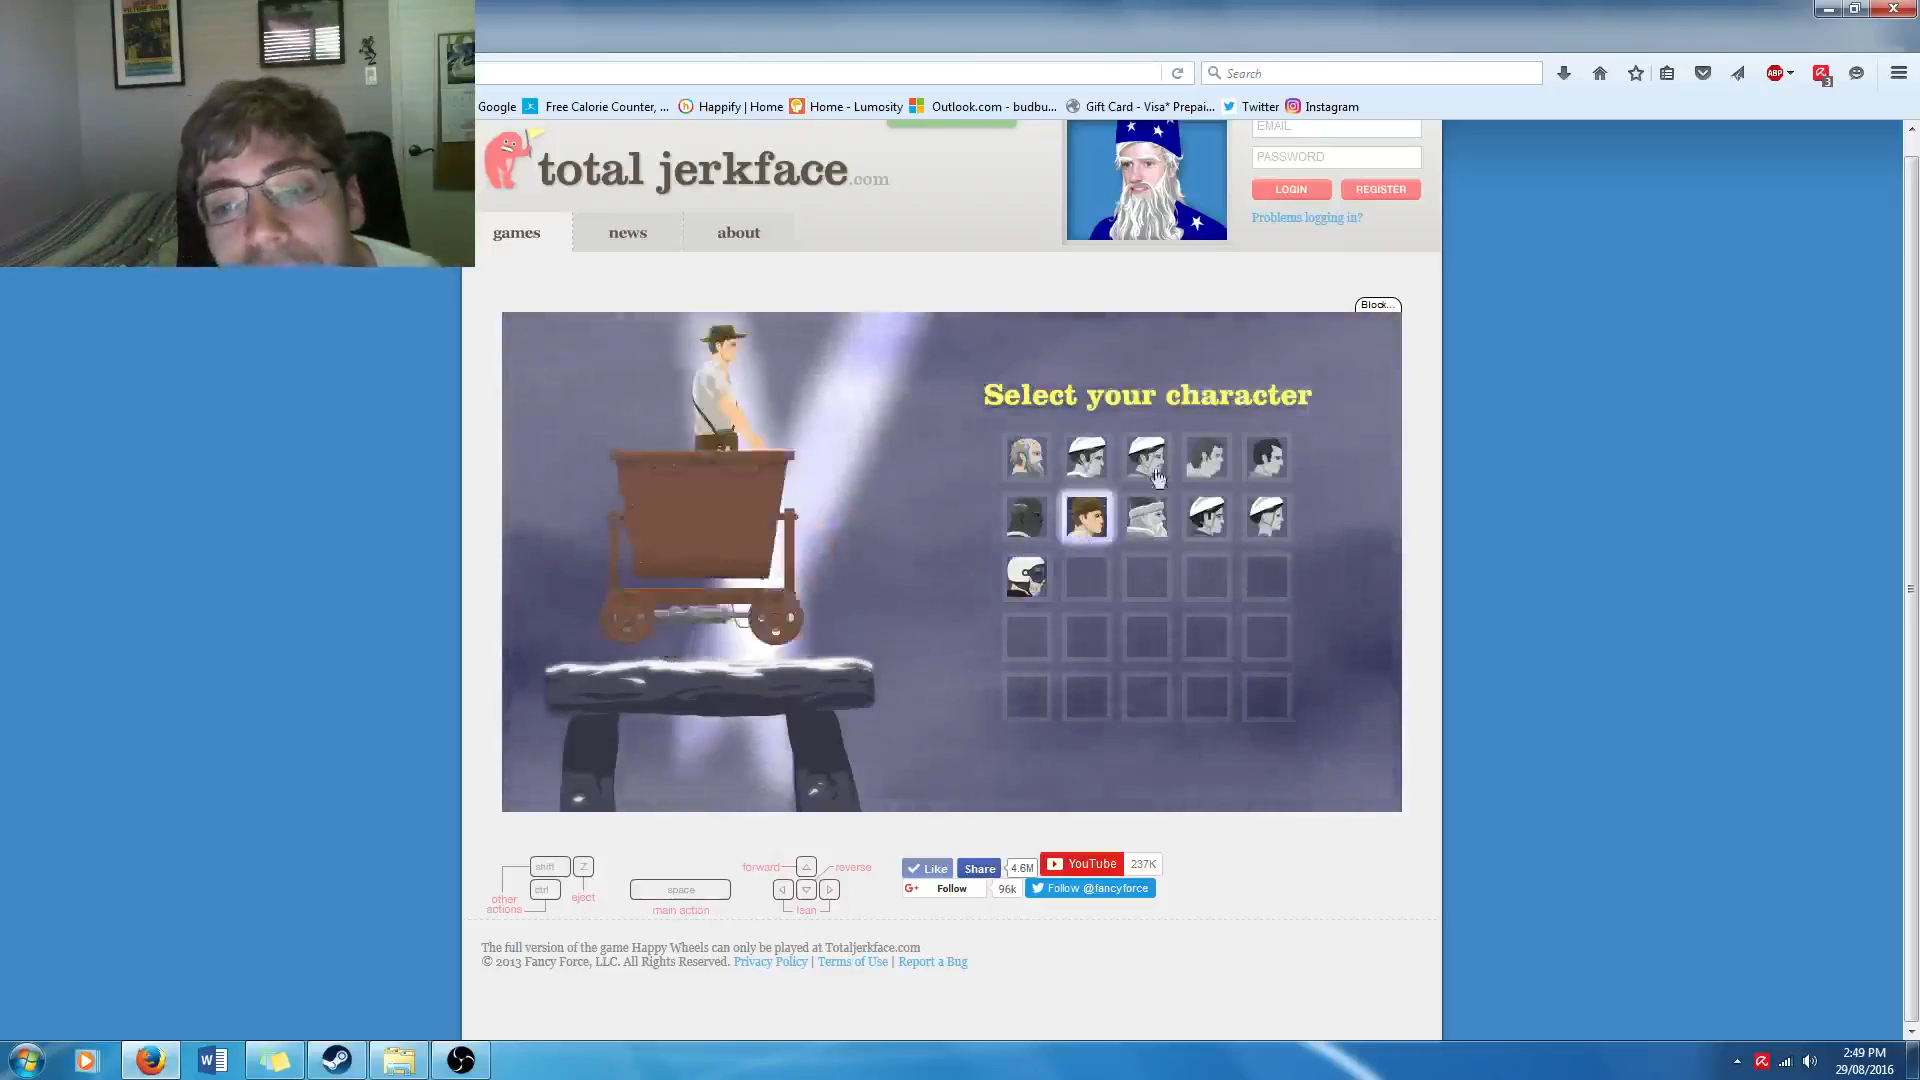 Search
ABP
3
Google
Free Calorie Counter, ...
Happify | Home
Home - Lumosity
Outlook.com - budbu...
Gift Card - Visa* Prepai...
Twitter
Instagram
total jerkface.com
EMAIL
PASSWORD
LOGIN
REGISTER
Problems logging in?
games
news
about
Block...
Select your character
shift
Z
ctrl
other
actions
eject
space
main action
forward
reverse
lean
Like
Share
4.6M
YouTube
237K
G+ Follow
96k
Follow @fancyforce
The full version of the game Happy Wheels can only be played at Totaljerkface.com
© 2013 Fancy Force, LLC. All Rights Reserved. Privacy Policy | Terms of Use | Report a Bug
2:49 PM
29/08/2016